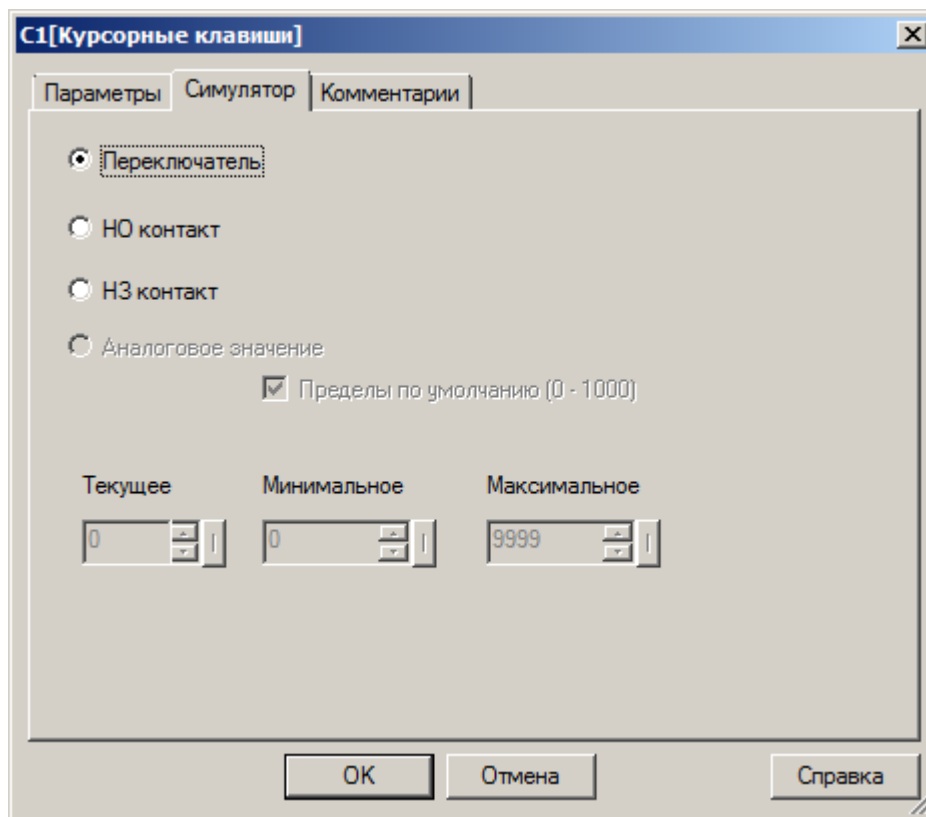 C1[Курсорные клавиши]
Параметры Симулятор Комментарии
Переключатель
НО контакт
НЗ контакт
Аналоговое значение
Пределы по умолчанию (0 - 1000)
Текущее Минимальное Максимальное
0 0 9999
OK Отмена Справка